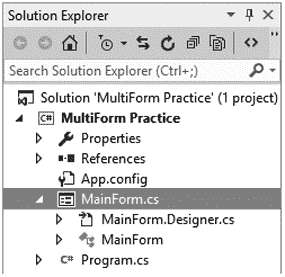 Solution Explorer
Search Solution Explorer (Ctrl+;)
Solution 'MultiForm Practice' (1 project)
C# MultiForm Practice
Properties
References
App.config
MainForm.cs
MainForm.Designer.cs
MainForm
C# Program.cs